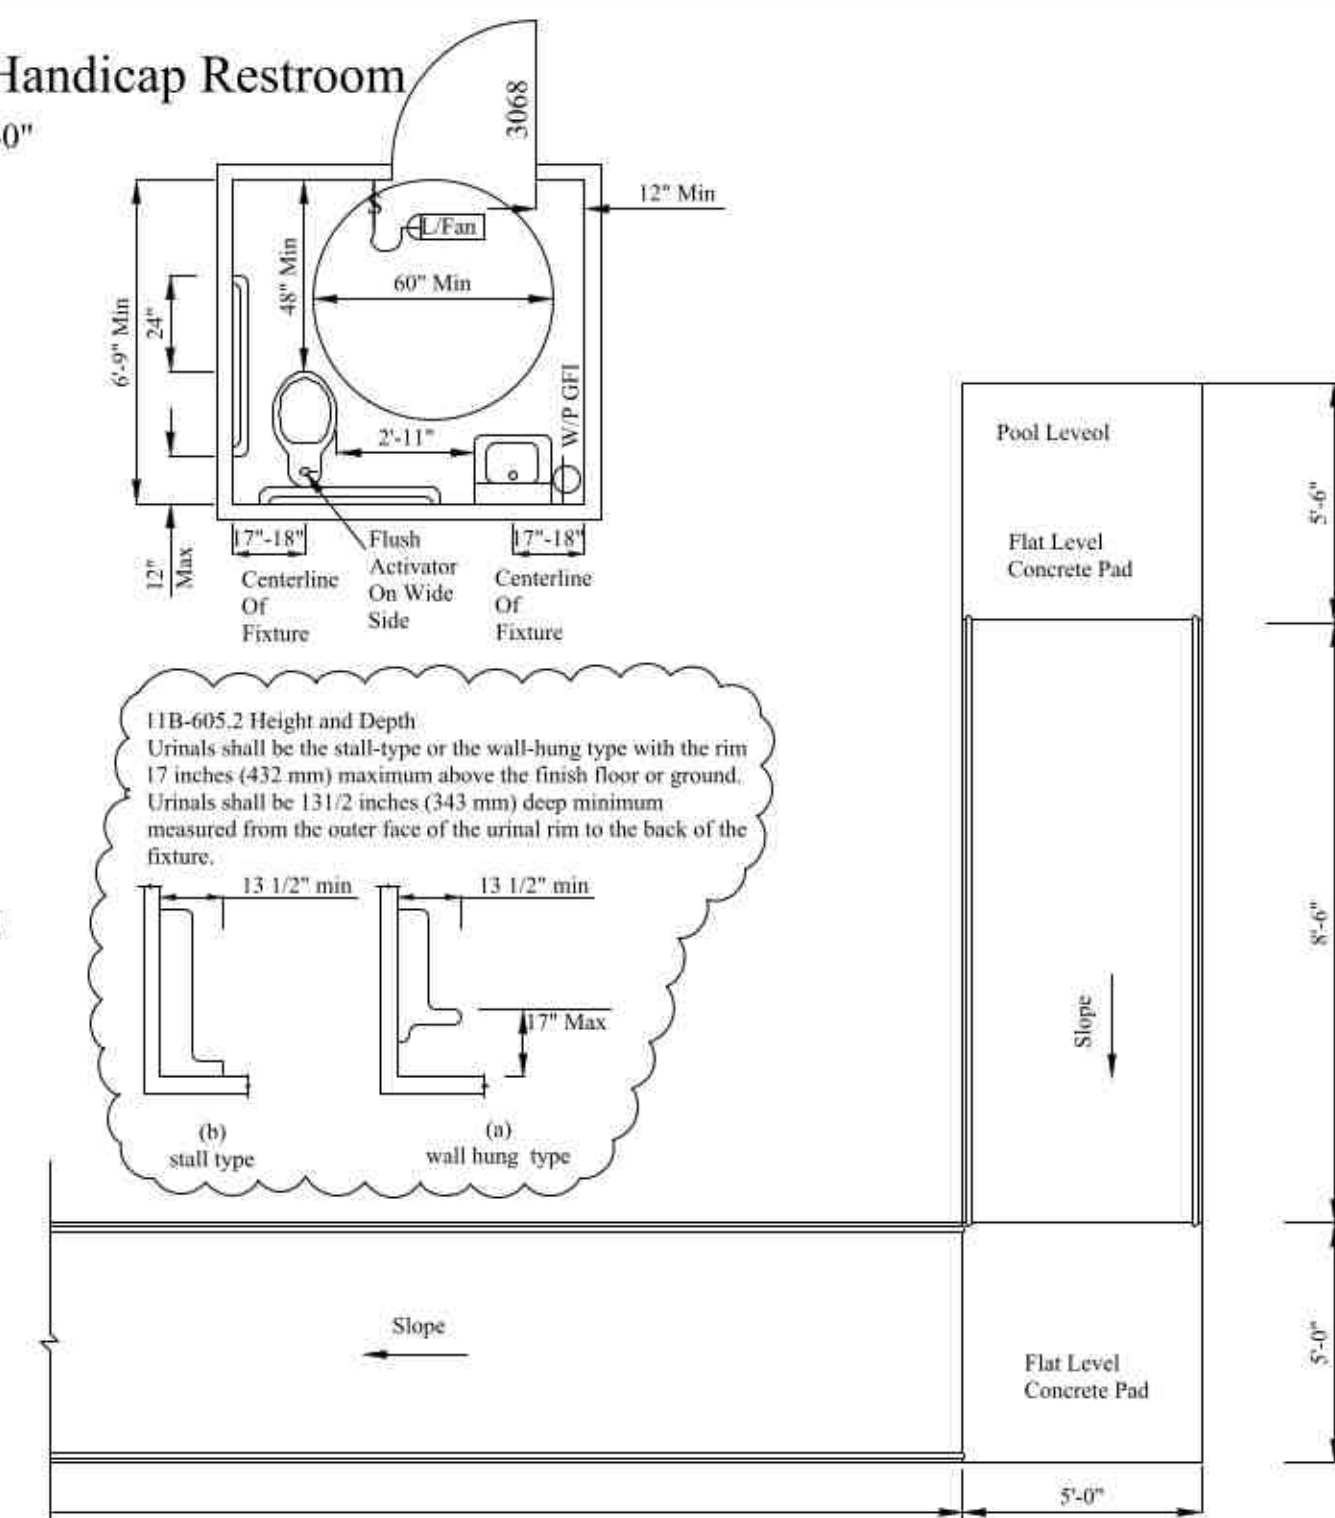 Handicap Restroom
0"
3068
12" Min
S
L/Fan
48" Min
60" Min
6'-9" Min
24"
W/P GFI
2'-11"
12"
Max
17"-18"
Centerline
Of
Fixture
Flush
Activator
On Wide
Side
17"-18"
Centerline
Of
Fixture
Pool Leveol
Flat Level
Concrete Pad
5'-6"
11B-605.2 Height and Depth
Urinals shall be the stall-type or the wall-hung type with the rim
17 inches (432 mm) maximum above the finish floor or ground.
Urinals shall be 131/2 inches (343 mm) deep minimum
measured from the outer face of the urinal rim to the back of the
fixture.
13 1/2" min
13 1/2" min
17" Max
(b)
stall type
(a)
wall hung type
8'-6"
Slope
Slope
Flat Level
Concrete Pad
5'-0"
5'-0"